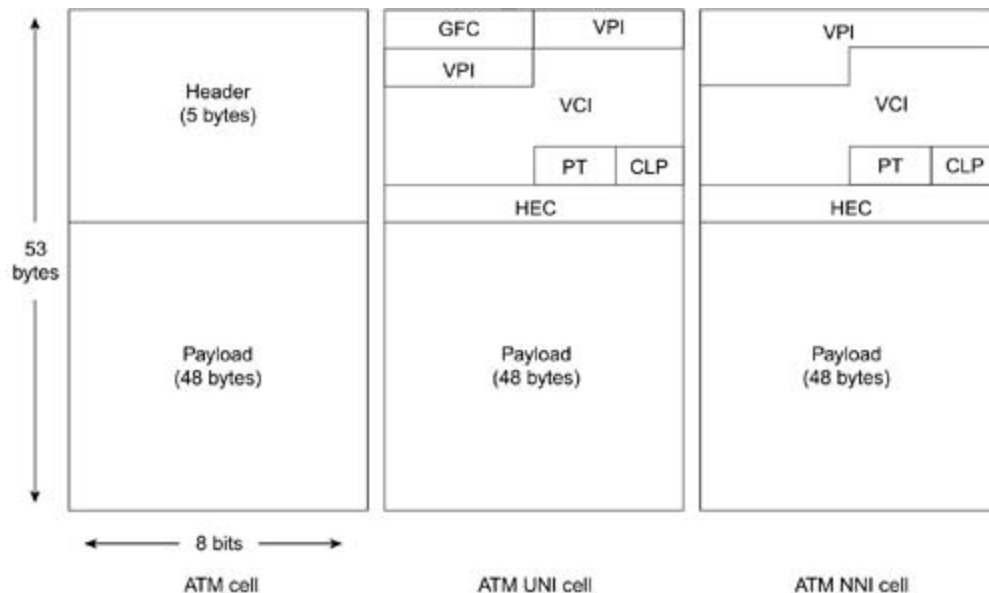 53
bytes
Header
(5 bytes)
Payload
(48 bytes)
8 bits
ATM cell
GFC
VPI
VPI
VCI
PT
CLP
HEC
Payload
(48 bytes)
ATM UNI cell
VPI
VCI
PT
CLP
HEC
Payload
(48 bytes)
ATM NNI cell